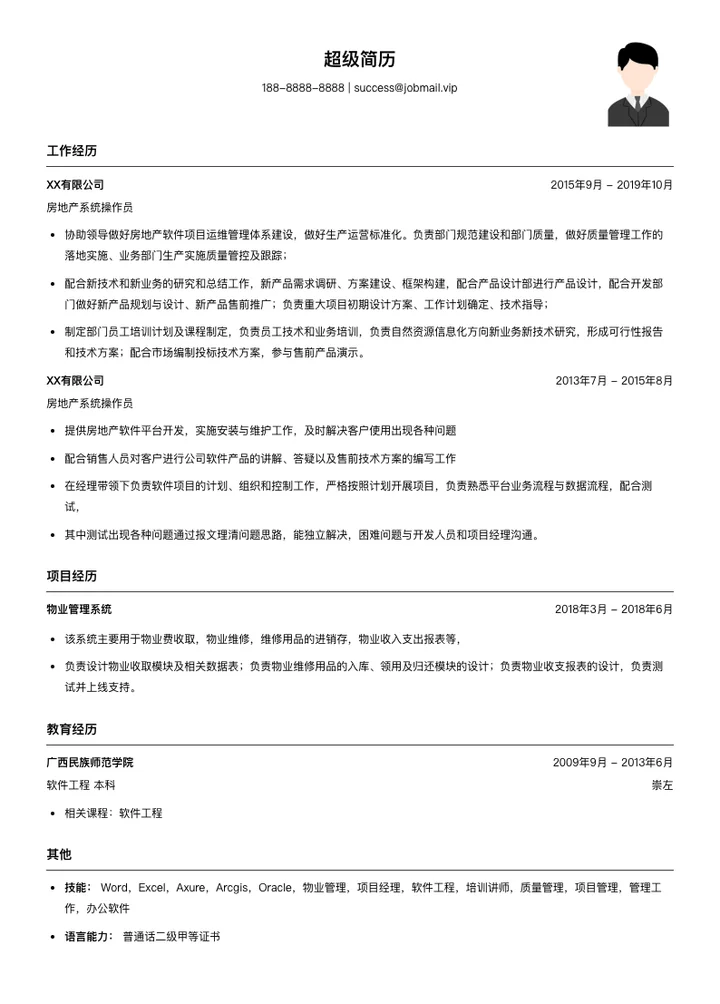 超级简历
188-8888-8888 | success@jobmail.vip
工作经历
XX有限公司 2015年9月 – 2019年10月
房地产系统操作员
• 协助领导做好房地产软件项目运维管理体系建设，做好生产运营标准化。负责部门规范建设和部门质量，做好质量管理工作的
落地实施、业务部门生产实施质量管控及跟踪；
• 配合新技术和新业务的研究和总结工作，新产品需求调研、方案建设、框架构建，配合产品设计部进行产品设计，配合开发部
门做好新产品规划与设计、新产品售前推广；负责重大项目初期设计方案、工作计划确定、技术指导；
• 制定部门员工培训计划及课程制定，负责员工技术和业务培训，负责自然资源信息化方向新业务新技术研究，形成可行性报告
和技术方案；配合市场编制投标技术方案，参与售前产品演示。
XX有限公司 2013年7月 – 2015年8月
房地产系统操作员
• 提供房地产软件平台开发，实施安装与维护工作，及时解决客户使用出现各种问题
• 配合销售人员对客户进行公司软件产品的讲解、答疑以及售前技术方案的编写工作
• 在经理带领下负责软件项目的计划、组织和控制工作，严格按照计划开展项目，负责熟悉平台业务流程与数据流程，配合测
试，
• 其中测试出现各种问题通过报文理清问题思路，能独立解决，困难问题与开发人员和项目经理沟通。
项目经历
物业管理系统 2018年3月 – 2018年6月
• 该系统主要用于物业费收取，物业维修，维修用品的进销存，物业收入支出报表等，
• 负责设计物业收取模块及相关数据表；负责物业维修用品的入库、领用及归还模块的设计；负责物业收支报表的设计，负责测
试并上线支持。
教育经历
广西民族师范学院 2009年9月 – 2013年6月
软件工程 本科 崇左
• 相关课程：软件工程
其他
• 技能： Word，Excel，Axure，Arcgis，Oracle，物业管理，项目经理，软件工程，培训讲师，质量管理，项目管理，管理工
作，办公软件
• 语言能力： 普通话二级甲等证书